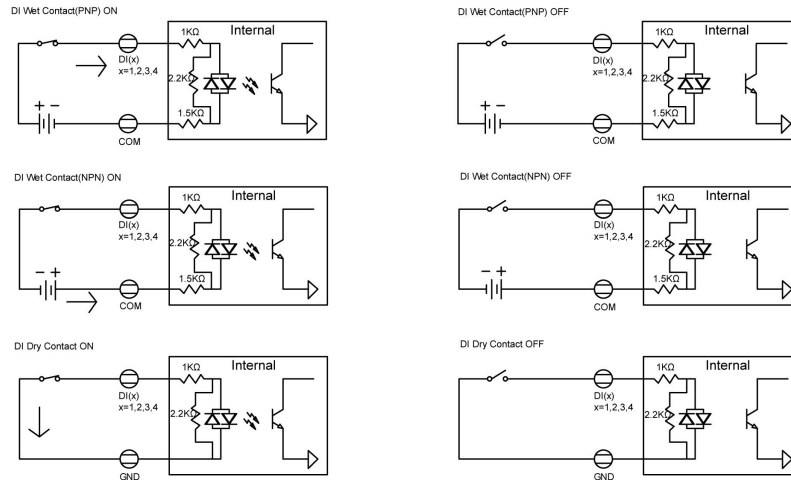 DI Wet Contact(PNP) ON
Internal
1KΩ
DI(x)
x=1,2,3,4
2.2KΩ
+ -
1.5KΩ
COM
DI Wet Contact(PNP) OFF
Internal
1KΩ
DI(x)
x=1,2,3,4
2.2KΩ
+ -
1.5KΩ
COM
DI Wet Contact(NPN) ON
Internal
1KΩ
DI(x)
x=1,2,3,4
2.2KΩ
- +
1.5KΩ
COM
DI Wet Contact(NPN) OFF
Internal
1KΩ
DI(x)
x=1,2,3,4
2.2KΩ
- +
1.5KΩ
COM
DI Dry Contact ON
Internal
1KΩ
DI(x)
x=1,2,3,4
2.2KΩ
GND
DI Dry Contact OFF
Internal
1KΩ
DI(x)
x=1,2,3,4
2.2KΩ
GND